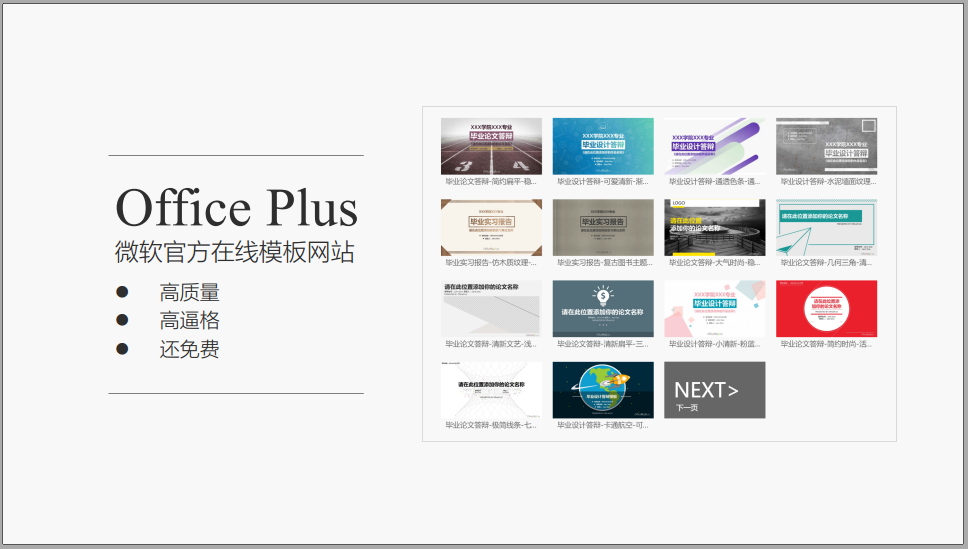 Office Plus
微软官方在线模板网站
● 高质量
● 高逼格
● 还免费
XXX学院XXX专业
毕业论文答辩
毕业论文答辩-简约扁平-稳...
XXX学院XXX专业
毕业设计答辩
毕业设计答辩-可爱清新-渐...
XXX学院XXX专业
毕业设计答辩
毕业设计答辩-通透色条-通...
XXX学院XXX专业
毕业设计答辩
毕业设计答辩-水泥墙面纹理...
毕业实习报告
毕业实习报告-仿木质纹理-...
毕业实习报告
毕业实习报告-复古图书主题...
LOGO
请在此位置
添加你的论文名称
毕业论文答辩-大气时尚-稳...
请在此位置添加你的论文名称
毕业论文答辩-几何三角-清...
请在此位置添加你的论文名称
毕业论文答辩-清新文艺-浅...
请在此位置添加你的论文名称
毕业论文答辩-清新扁平-三...
XXX学院XXX专业
毕业设计答辩
毕业设计答辩-小清新-粉蓝...
请在此位置添
加你的论文名称
毕业论文答辩-简约时尚-活...
请在此位置添加你的论文名称
毕业论文答辩-极简线条-七...
毕业设计答辩模板
毕业设计答辩-卡通航空-可...
NEXT>
下一页